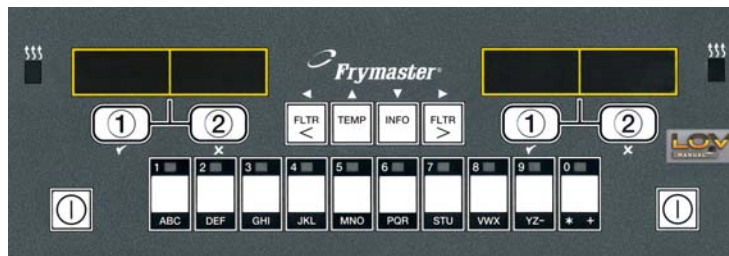 Frymaster
① ② FLTR < TEMP INFO FLTR > ① ②
LOV
MANUAL
1 2 3 4 5 6 7 8 9 0
ABC DEF GHI JKL MNO PQR STU VWX YZ~ * +